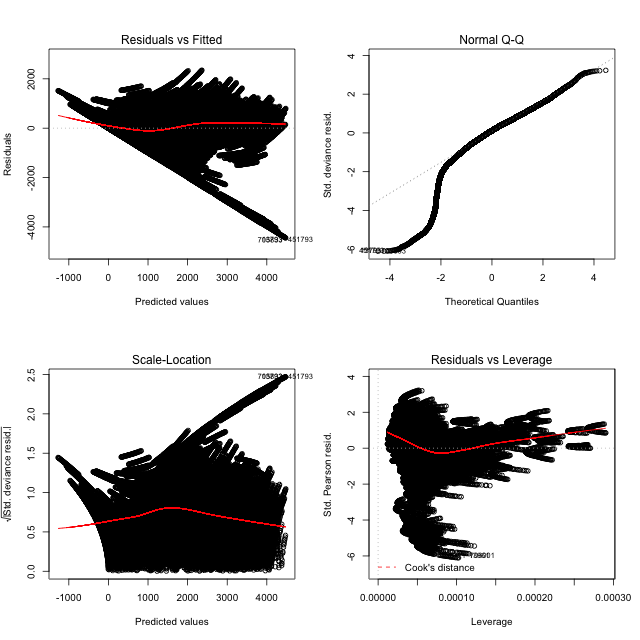 Residuals vs Fitted
Residuals
2000
0
-2000
-4000
451793
-1000 0 1000 2000 3000 4000
Predicted values
Normal Q-Q
Std. deviance resid.
4
2
0
-2
-4
-6
-4 -2 0 2 4
Theoretical Quantiles
Scale-Location
√|Std. deviance resid.|
2.5
2.0
1.5
1.0
0.5
0.0
451793
-1000 0 1000 2000 3000 4000
Predicted values
Residuals vs Leverage
Std. Pearson resid.
4
2
0
-2
-4
-6
Cook's distance
0.00000 0.00010 0.00020 0.00030
Leverage